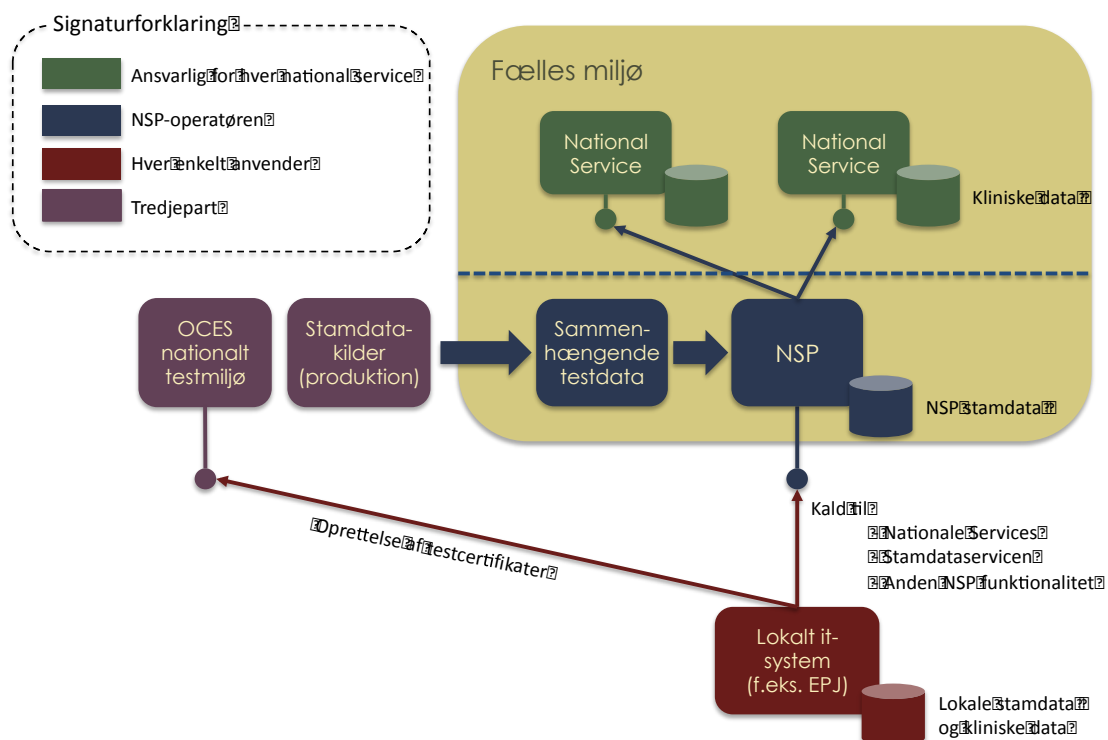 Signaturforklaring
Ansvarlig for hver national service
NSP-operatøren
Hver enkelt anvender
Tredjepart
Fælles miljø
National
Service
National
Service
Kliniske data
OCES
nationalt
testmiljø
Stamdata-
kilder
(produktion)
Sammen-
hængende
testdata
NSP
NSP stamdata
Oprettelse af testcertifikater
Kald til
- Nationale Services
- Stamdataservicen
- Anden NSP funktionalitet
Lokalt it-
system
(f.eks. EPJ)
Lokale stamdata
og kliniske data